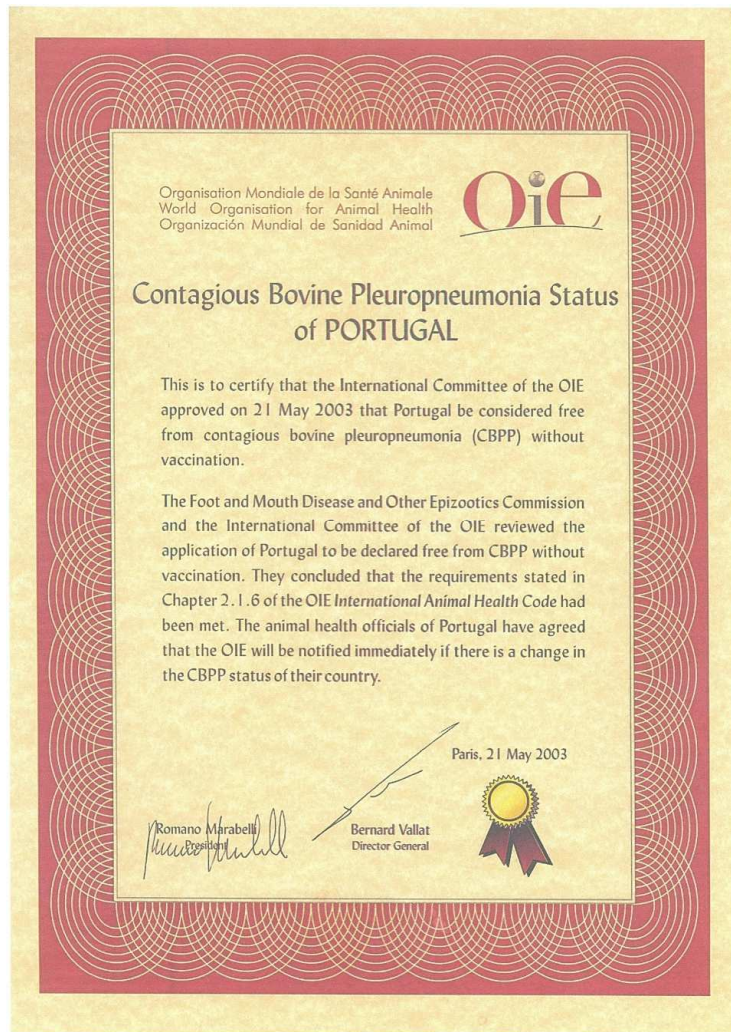 Organisation Mondiale de la Santé Animale
World Organisation for Animal Health
Organización Mundial de Sanidad Animal
OiE
Contagious Bovine Pleuropneumonia Status
of PORTUGAL
This is to certify that the International Committee of the OIE
approved on 21 May 2003 that Portugal be considered free
from contagious bovine pleuropneumonia (CBPP) without
vaccination.
The Foot and Mouth Disease and Other Epizootics Commission
and the International Committee of the OIE reviewed the
application of Portugal to be declared free from CBPP without
vaccination. They concluded that the requirements stated in
Chapter 2.1.6 of the OIE International Animal Health Code had
been met. The animal health officials of Portugal have agreed
that the OIE will be notified immediately if there is a change in
the CBPP status of their country.
Paris, 21 May 2003
Romano Marabelli
President
Bernard Vallat
Director General